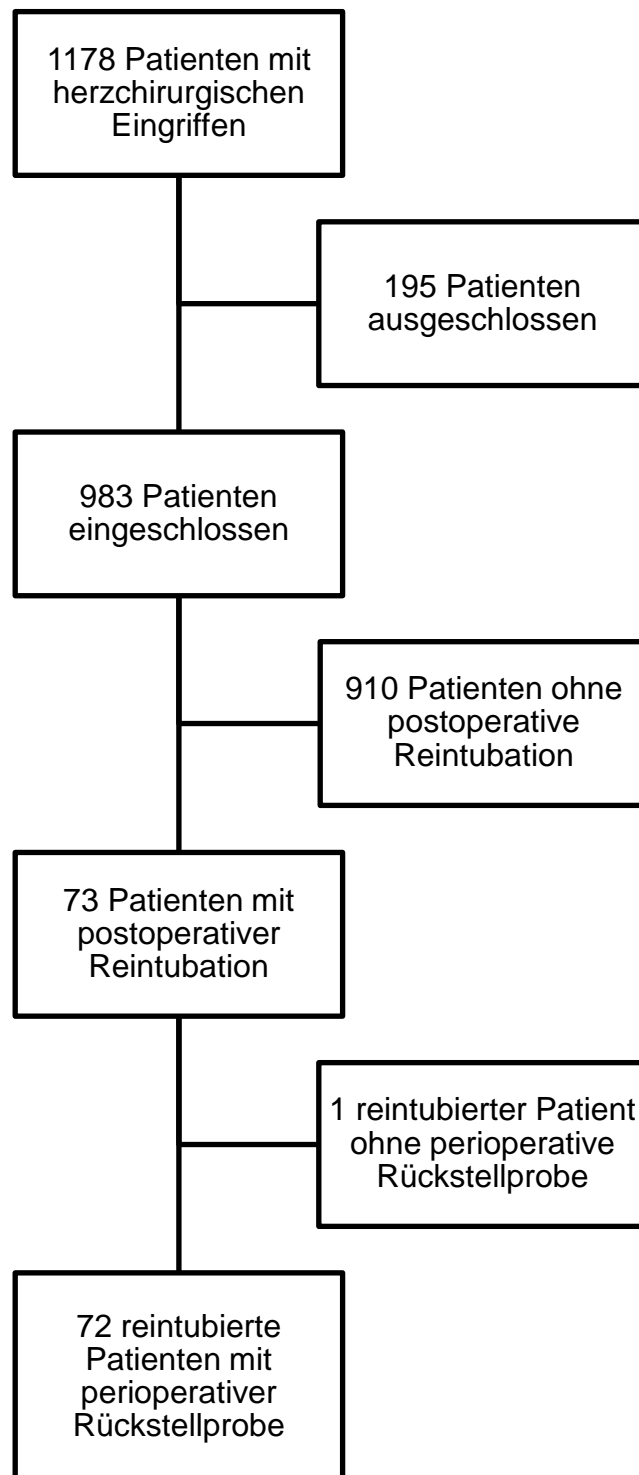 1178 Patienten mit
herzchirurgischen
Eingriffen
195 Patienten
ausgeschlossen
983 Patienten
eingeschlossen
910 Patienten ohne
postoperative
Reintubation
73 Patienten mit
postoperativer
Reintubation
1 reintubierter Patient
ohne perioperative
Rückstellprobe
72 reintubierte
Patienten mit
perioperativer
Rückstellprobe